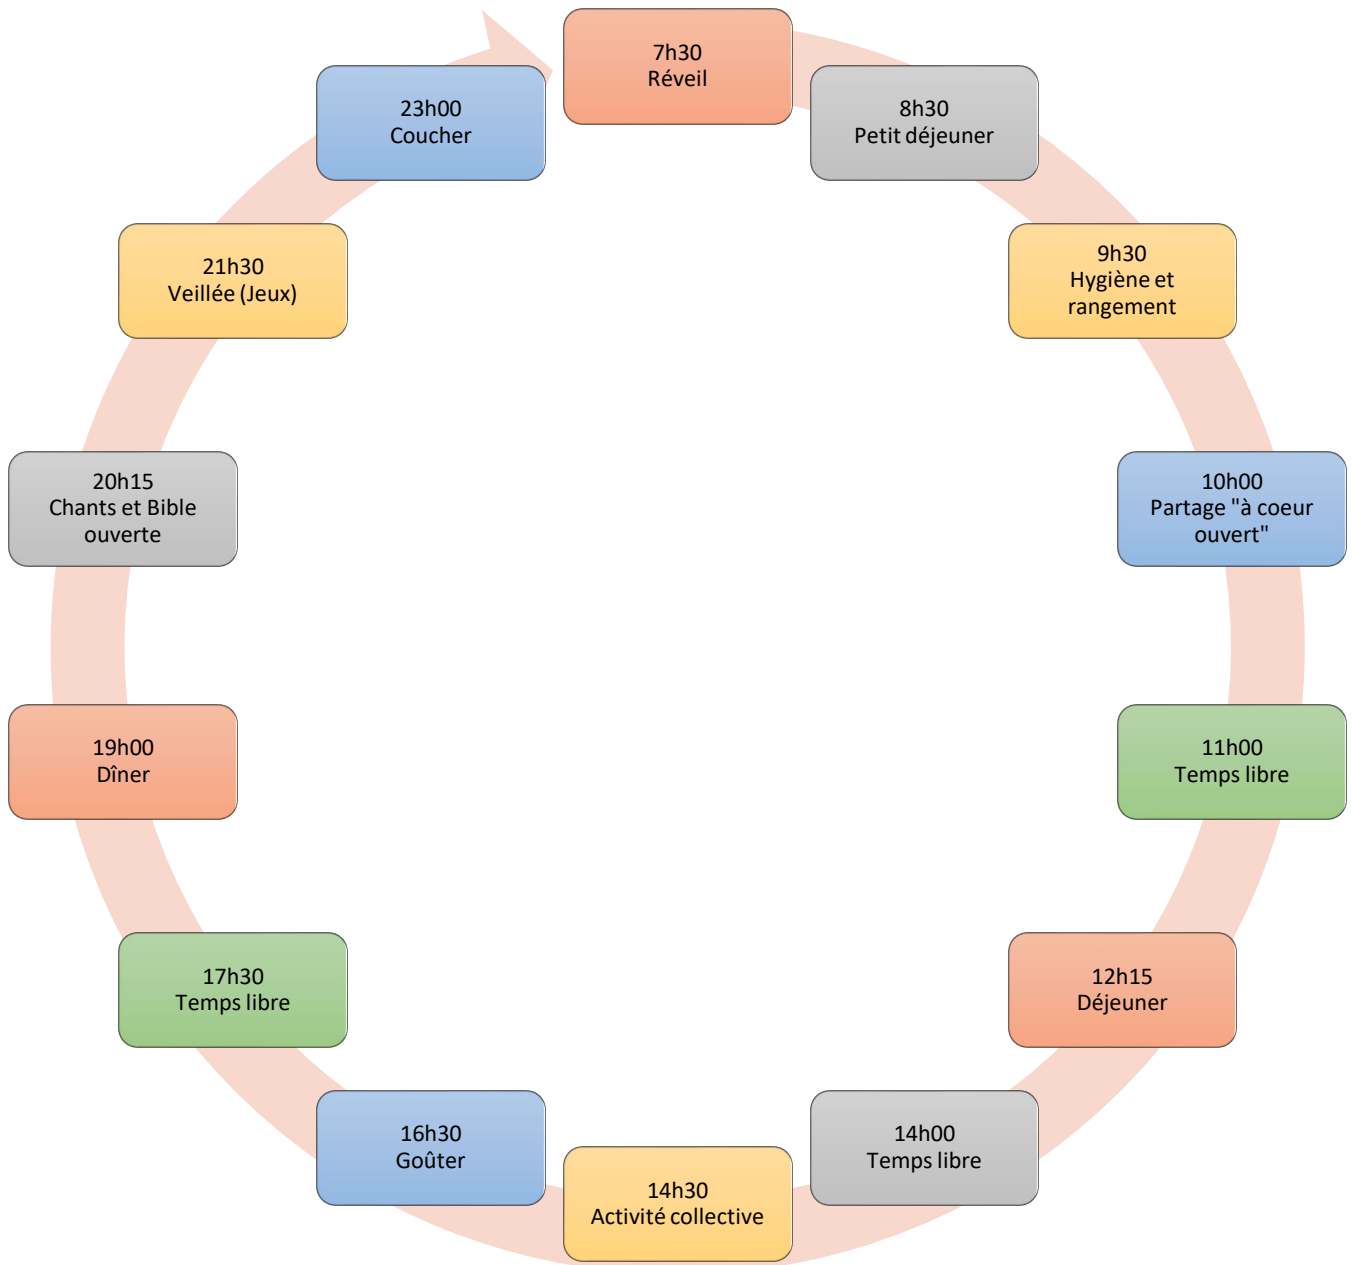 7h30
Réveil
8h30
Petit déjeuner
9h30
Hygiène et
rangement
10h00
Partage "à coeur
ouvert"
11h00
Temps libre
12h15
Déjeuner
14h00
Temps libre
14h30
Activité collective
16h30
Goûter
17h30
Temps libre
19h00
Dîner
20h15
Chants et Bible
ouverte
21h30
Veillée (Jeux)
23h00
Coucher